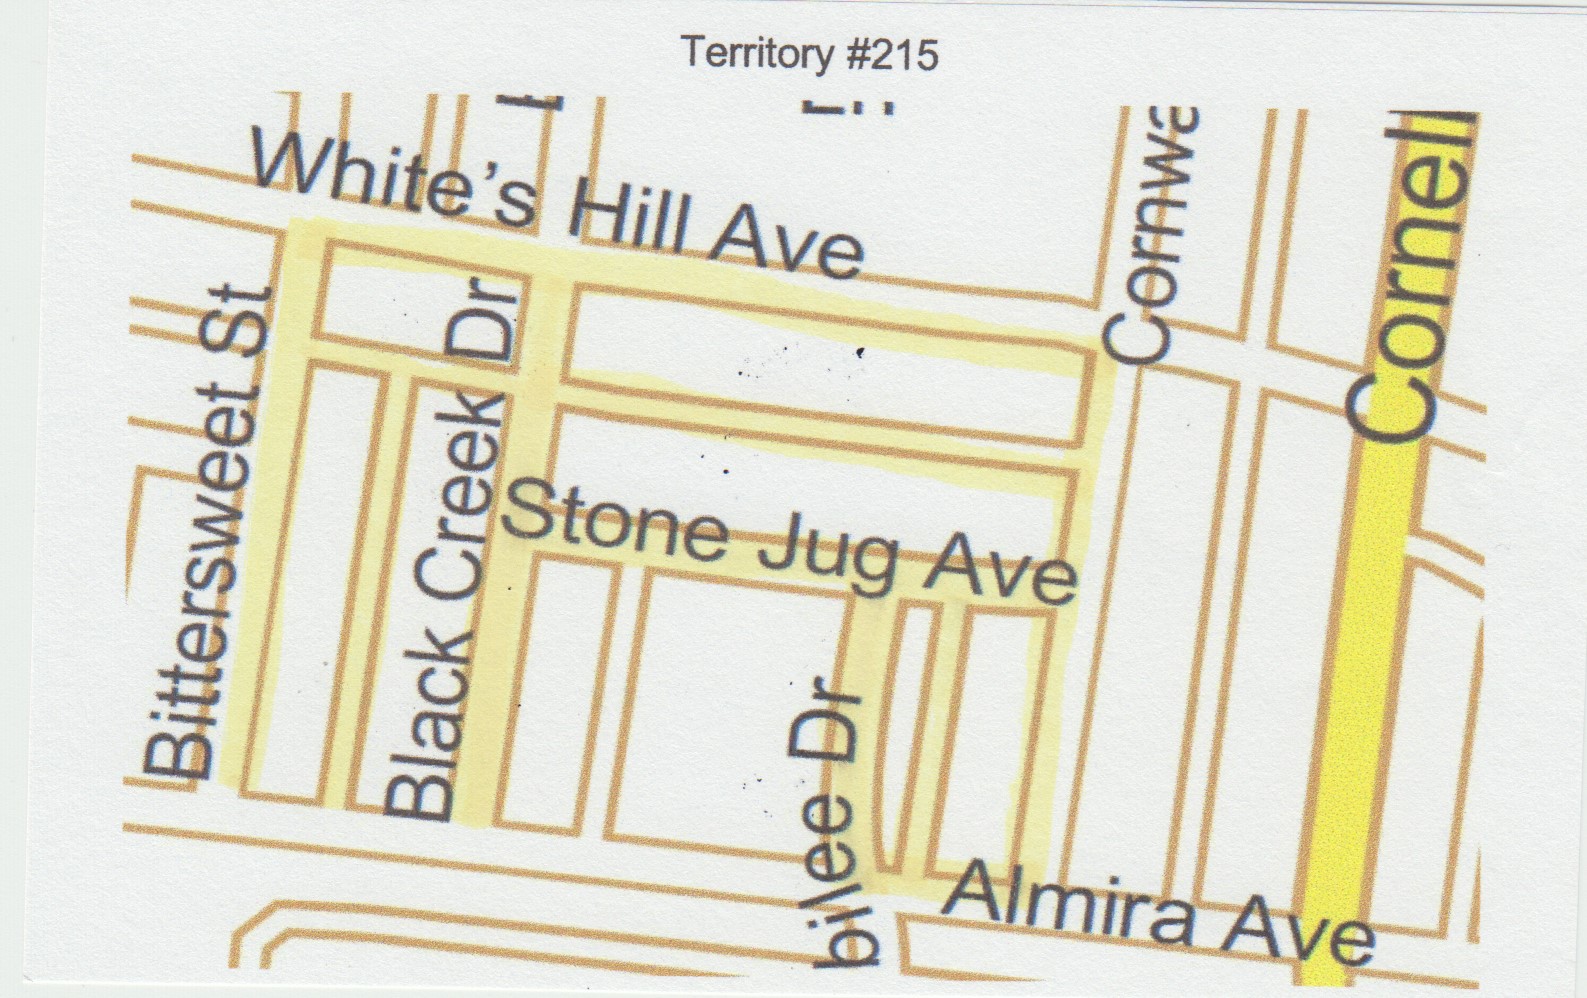 Territory #215
White's Hill Ave
Cornwa
Cornell
Bittersweet St
Black Creek Dr
Stone Jug Ave
bilee Dr
Almira Ave